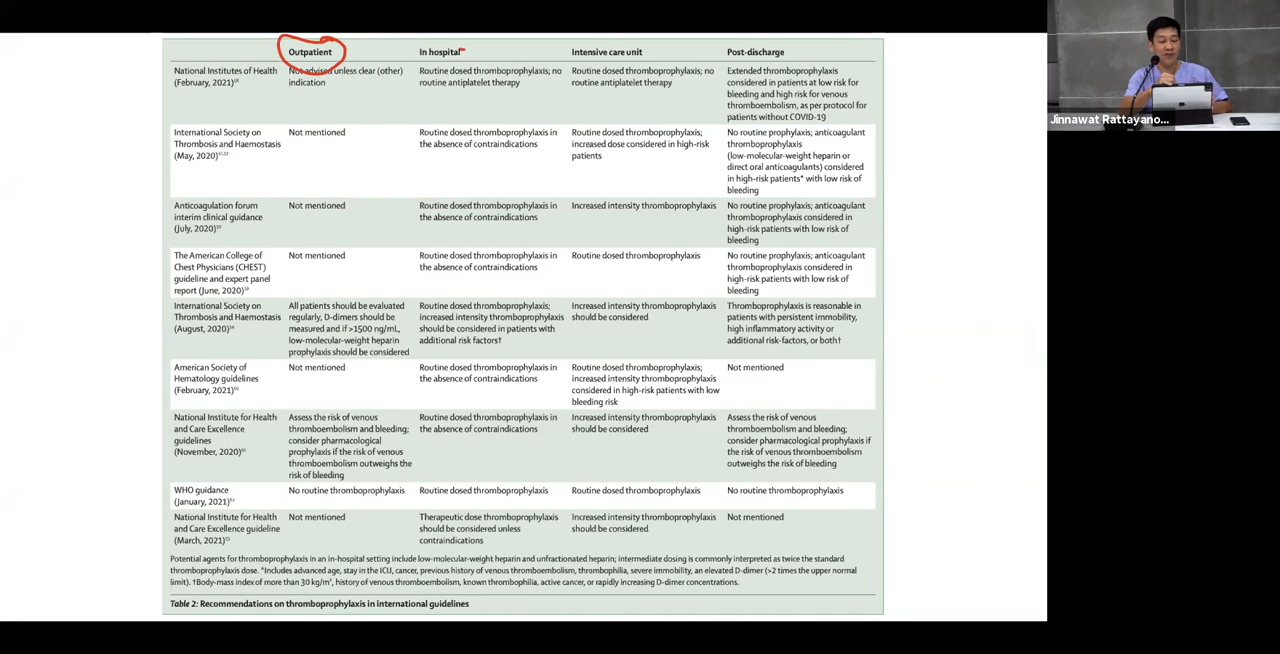 Outpatient In hospital Intensive care unit Post-discharge
National Institutes of Health Not advised unless clear (other) Routine dosed thromboprophylaxis; no Routine dosed thromboprophylaxis; no Extended thromboprophylaxis
(February, 2021) indication routine antiplatelet therapy routine antiplatelet therapy considered in patients at low risk for
bleeding and high risk for venous
thromboembolism, as per protocol for
patients without COVID-19
Jinnawat Rattayano...
International Society on Not mentioned Routine dosed thromboprophylaxis in Routine dosed thromboprophylaxis; No routine prophylaxis; anticoagulant
Thrombosis and Haemostasis the absence of contraindications increased dose considered in high-risk thromboprophylaxis
(May, 2020) patients (low-molecular-weight heparin or
direct oral anticoagulants) considered
in high-risk patients* with low risk of
bleeding
Anticoagulation forum Not mentioned Routine dosed thromboprophylaxis in Increased intensity thromboprophylaxis No routine prophylaxis; anticoagulant
interim clinical guidance the absence of contraindications thromboprophylaxis considered in
(July, 2020) high-risk patients with low risk of
bleeding
The American College of Not mentioned Routine dosed thromboprophylaxis in Routine dosed thromboprophylaxis No routine prophylaxis; anticoagulant
Chest Physicians (CHEST) the absence of contraindications thromboprophylaxis considered in
guideline and expert panel high-risk patients with low risk of
report (June, 2020) bleeding
International Society on All patients should be evaluated Routine dosed thromboprophylaxis; Increased intensity thromboprophylaxis Thromboprophylaxis is reasonable in
Thrombosis and Haemostasis regularly, D-dimers should be increased intensity thromboprophylaxis should be considered patients with persistent immobility,
(August, 2020) measured and if >1500 ng/mL, should be considered in patients with high inflammatory activity or
low-molecular-weight heparin additional risk factors† additional risk-factors, or both†
prophylaxis should be considered
American Society of Not mentioned Routine dosed thromboprophylaxis in Routine dosed thromboprophylaxis; Not mentioned
Hematology guidelines the absence of contraindications increased intensity thromboprophylaxis
(February, 2021) considered in high-risk patients with low
bleeding risk
National Institute for Health Assess the risk of venous Routine dosed thromboprophylaxis in Increased intensity thromboprophylaxis Assess the risk of venous
and Care Excellence thromboembolism and bleeding; the absence of contraindications should be considered thromboembolism and bleeding;
guidelines consider pharmacological consider pharmacological prophylaxis if
(November, 2020) prophylaxis if the risk of venous the risk of venous thromboembolism
thromboembolism outweighs the outweighs the risk of bleeding
risk of bleeding
WHO guidance No routine thromboprophylaxis Routine dosed thromboprophylaxis Routine dosed thromboprophylaxis No routine thromboprophylaxis
(January, 2021)
National Institute for Health Not mentioned Therapeutic dose thromboprophylaxis Increased intensity thromboprophylaxis Not mentioned
and Care Excellence guideline should be considered unless should be considered
(March, 2021) contraindications
Potential agents for thromboprophylaxis in an in-hospital setting include low-molecular-weight heparin and unfractionated heparin; intermediate dosing is commonly interpreted as twice the standard
thromboprophylaxis dose. *Includes advanced age, stay in the ICU, cancer, previous history of venous thromboembolism, thrombophilia, severe immobility, an elevated D-dimer (>2 times the upper normal
limit). †Body-mass index of more than 30 kg/m², history of venous thromboembolism, known thrombophilia, active cancer, or rapidly increasing D-dimer concentrations.
Table 2: Recommendations on thromboprophylaxis in international guidelines